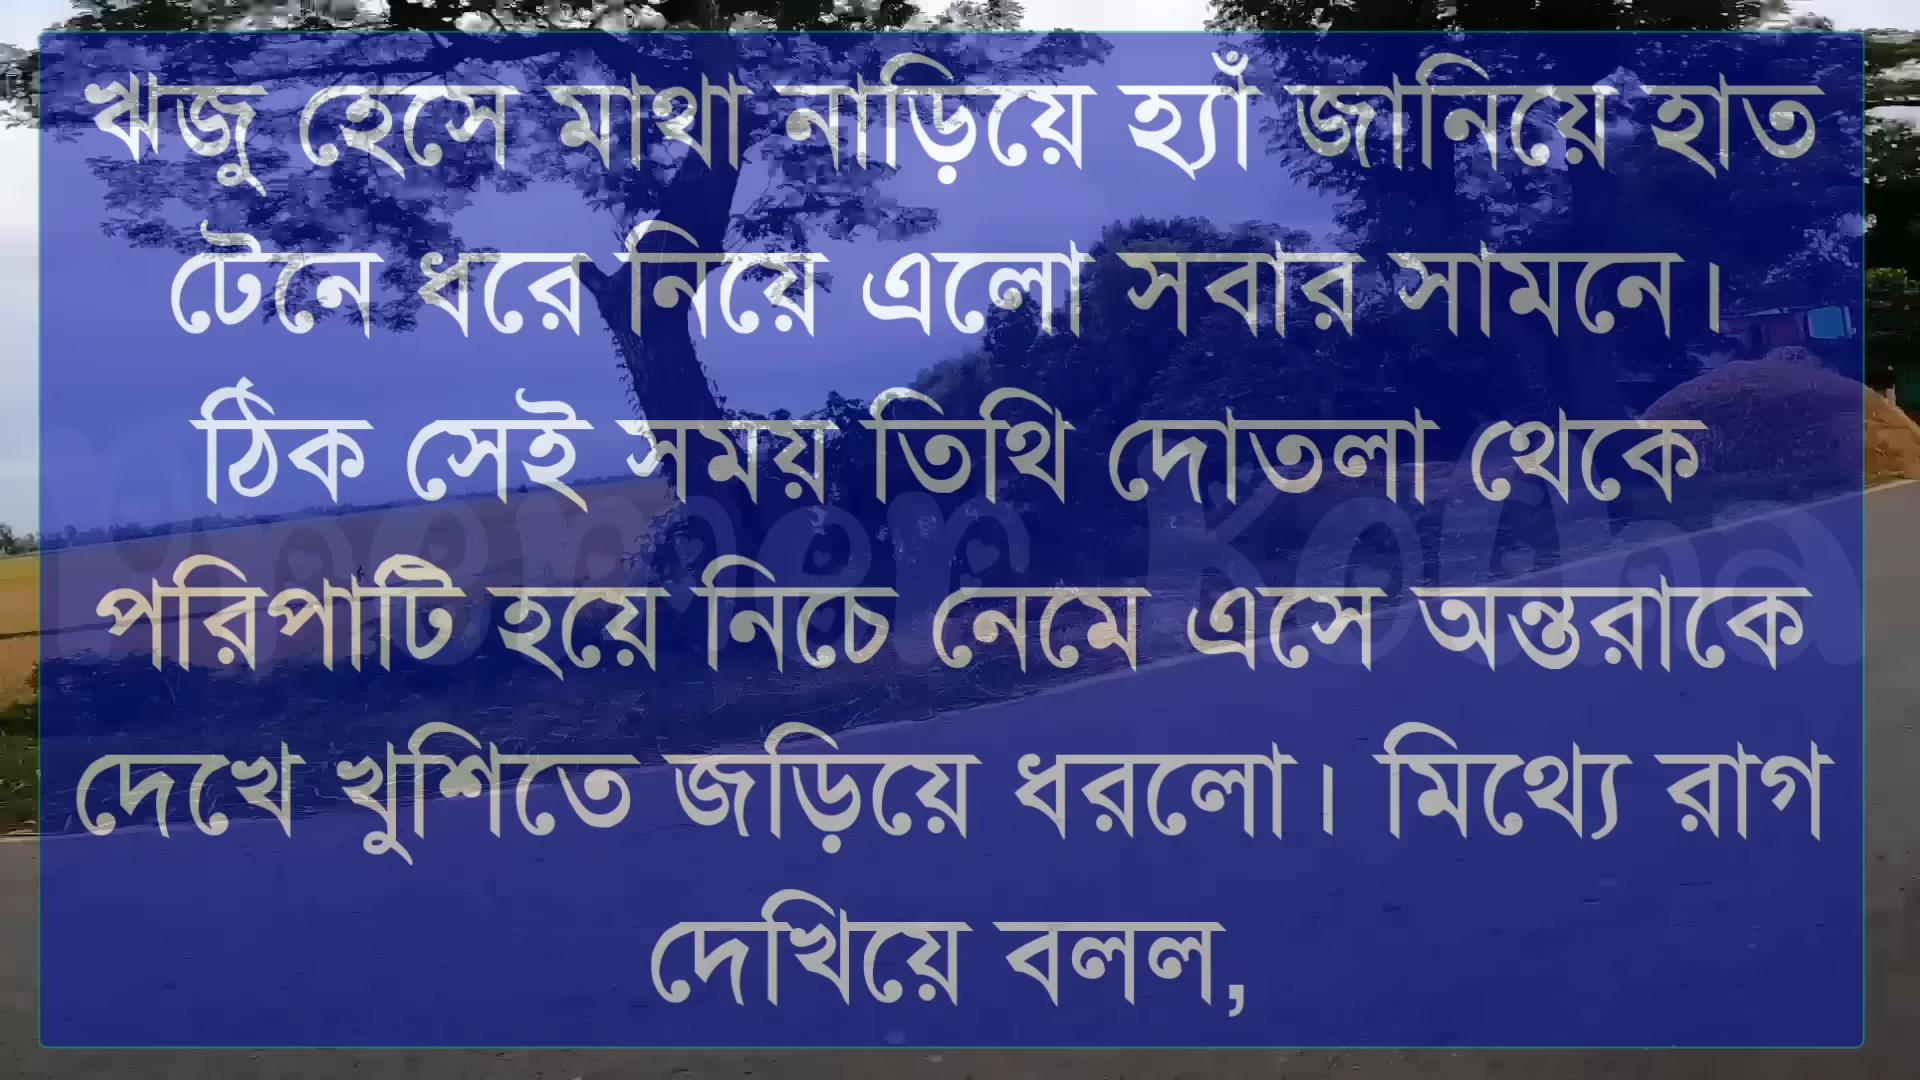 ঋজু হেসে মাথা নাড়িয়ে হ্যাঁ জানিয়ে হাত
টেনে ধরে নিয়ে এলো সবার সামনে।
ঠিক সেই সময় তিথি দোতলা থেকে
পরিপাটি হয়ে নিচে নেমে এসে অন্তরাকে
দেখে খুশিতে জড়িয়ে ধরলো। মিথ্যে রাগ
দেখিয়ে বলল,